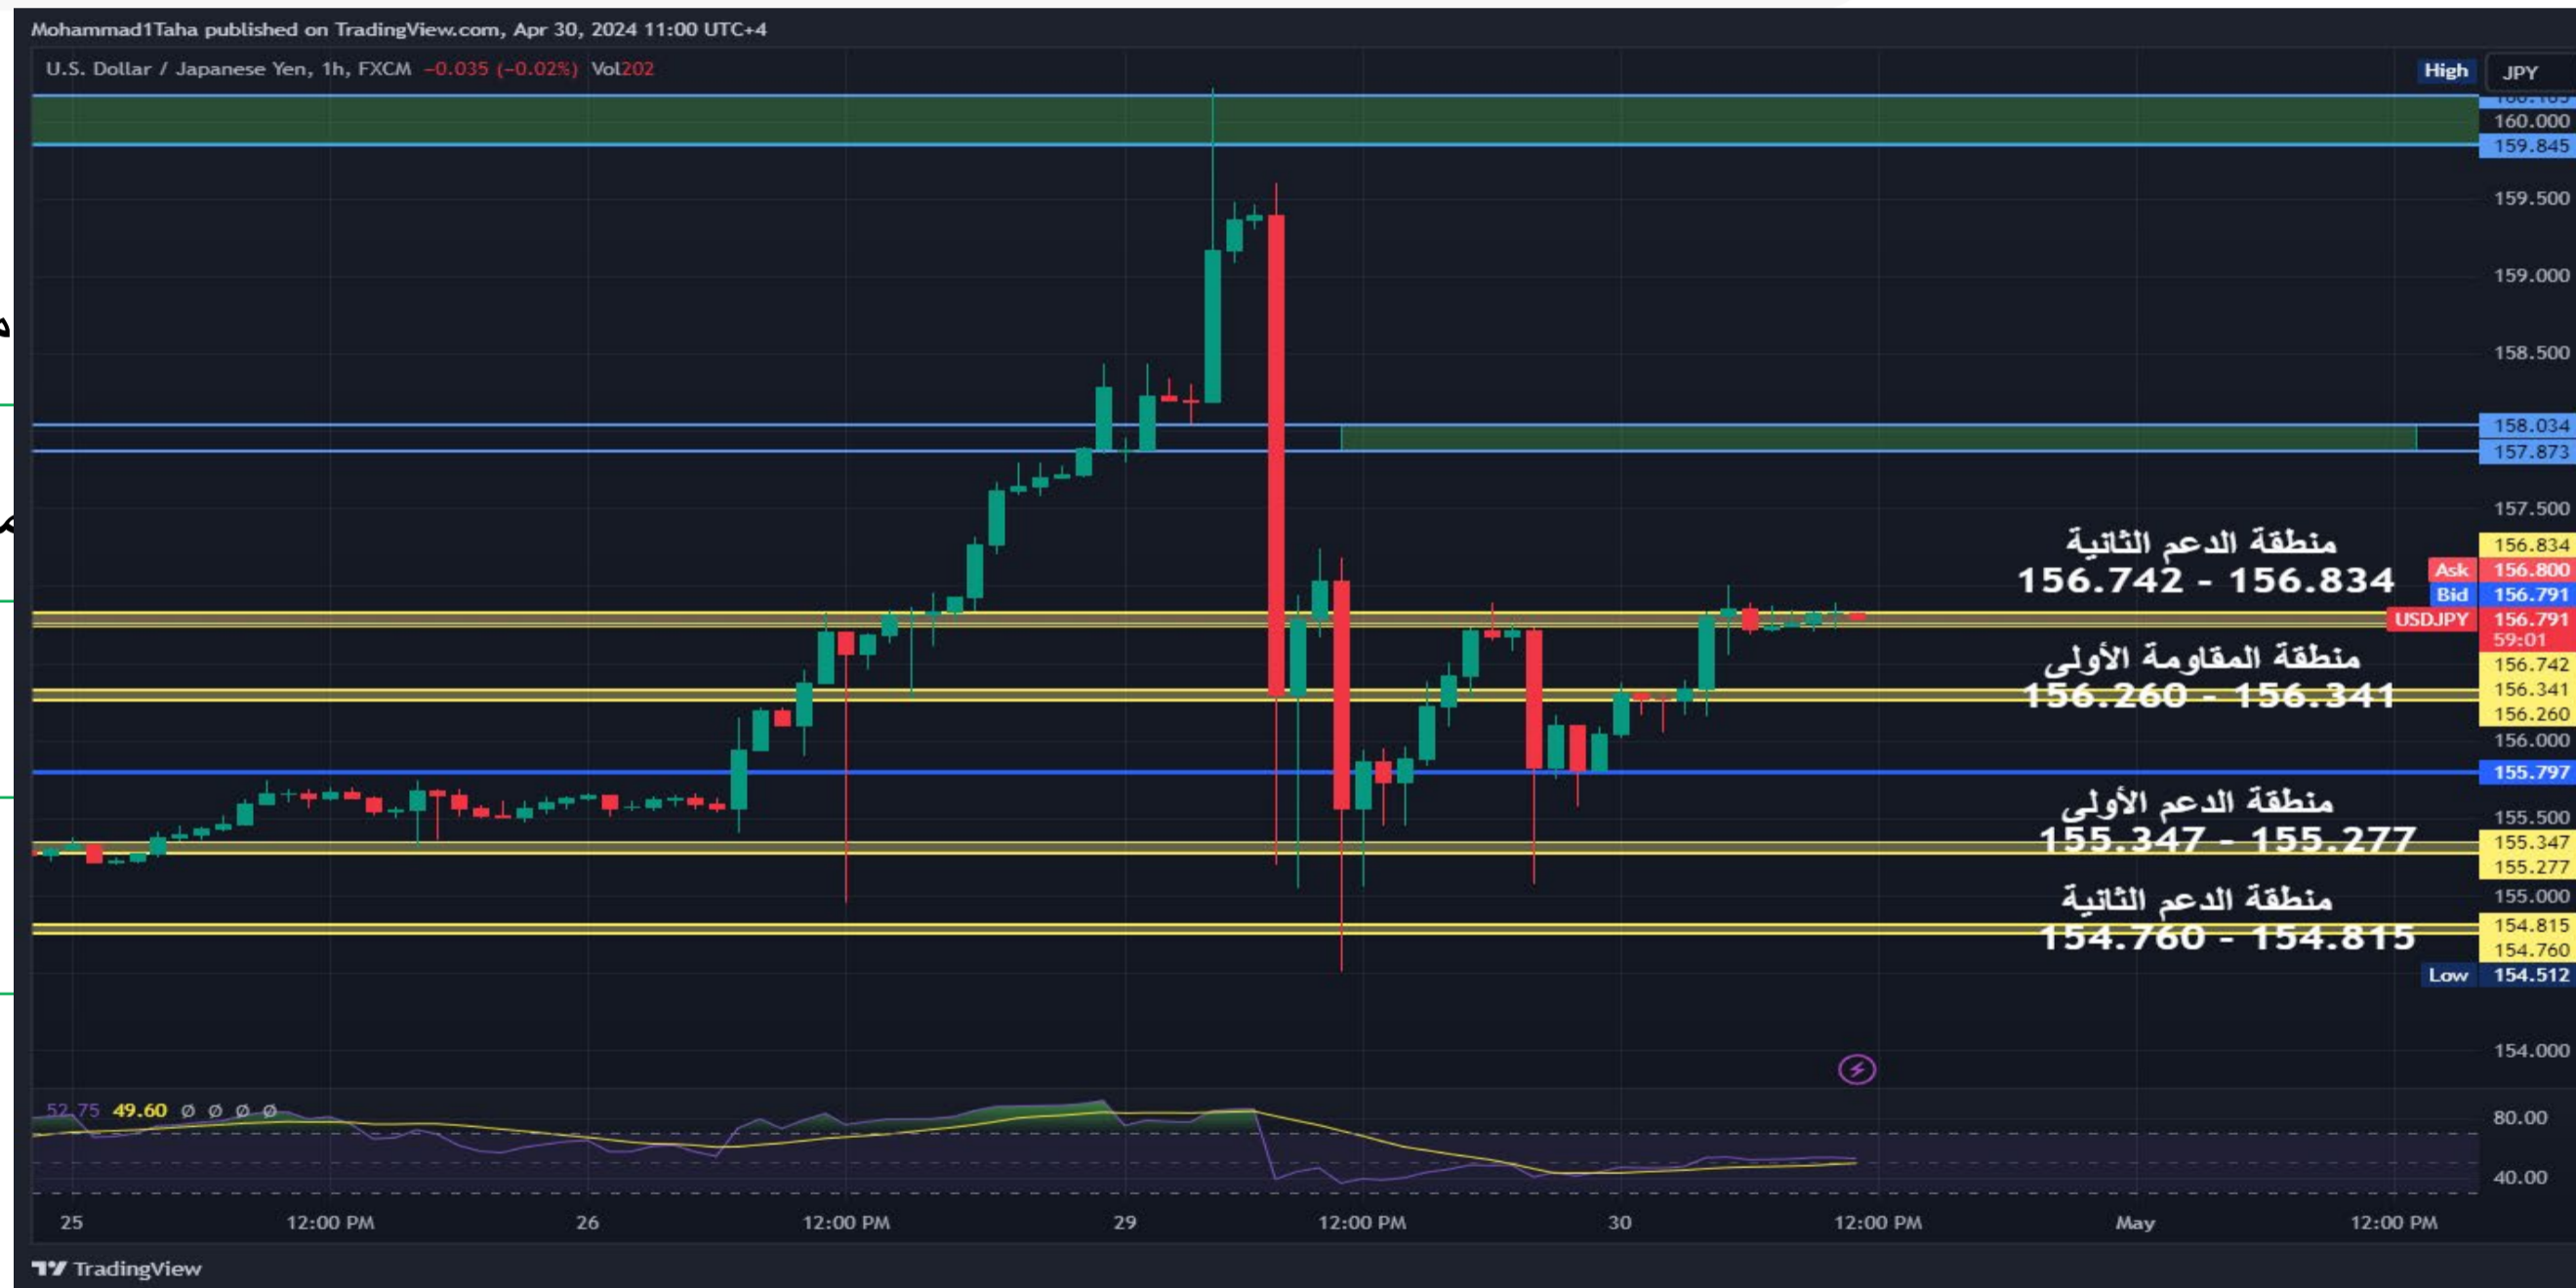 Mohammad1Taha published on TradingView.com, Apr 30, 2024 11:00 UTC+4
U.S. Dollar / Japanese Yen, 1h, FXCM −0.035 (−0.02%) Vol202
High
JPY
160.000
159.845
159.500
159.000
158.500
158.034
157.873
157.500
منطقة الدعم الثانية
156.742 - 156.834
156.834
Ask 156.800
Bid 156.791
USDJPY 156.791
59:01
منطقة المقاومة الأولى
156.260 - 156.341
156.742
156.341
156.260
156.000
155.797
منطقة الدعم الأولى
155.347 - 155.277
155.500
155.347
155.277
155.000
منطقة الدعم الثانية
154.760 - 154.815
154.815
154.760
Low 154.512
154.000
52.75 49.60 Ø Ø Ø Ø
80.00
40.00
25 12:00 PM 26 12:00 PM 29 12:00 PM 30 12:00 PM May 12:00 PM
TradingView